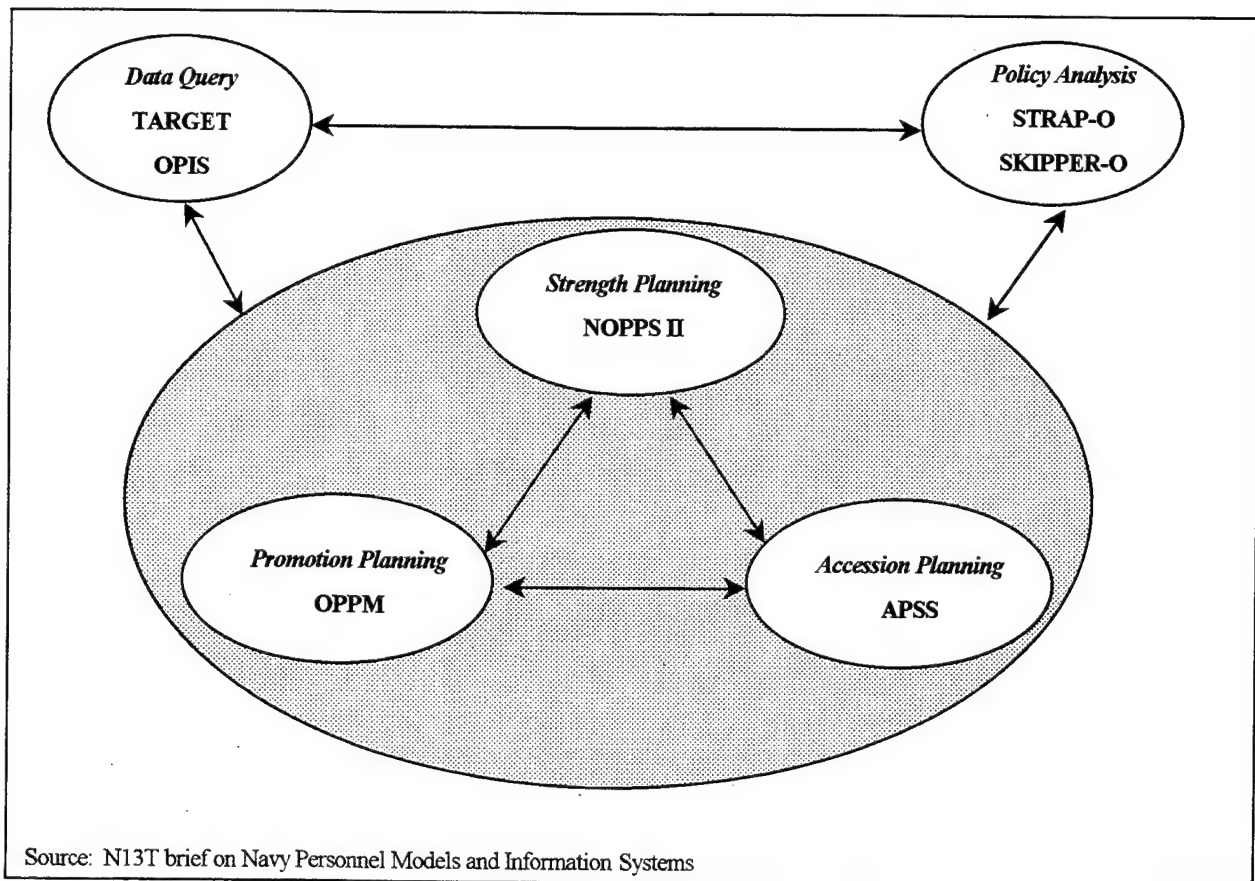 Data Query
TARGET
OPIS
Policy Analysis
STRAP-O
SKIPPER-O
Strength Planning
NOPPS II
Promotion Planning
OPPM
Accession Planning
APSS
Source: N13T brief on Navy Personnel Models and Information Systems